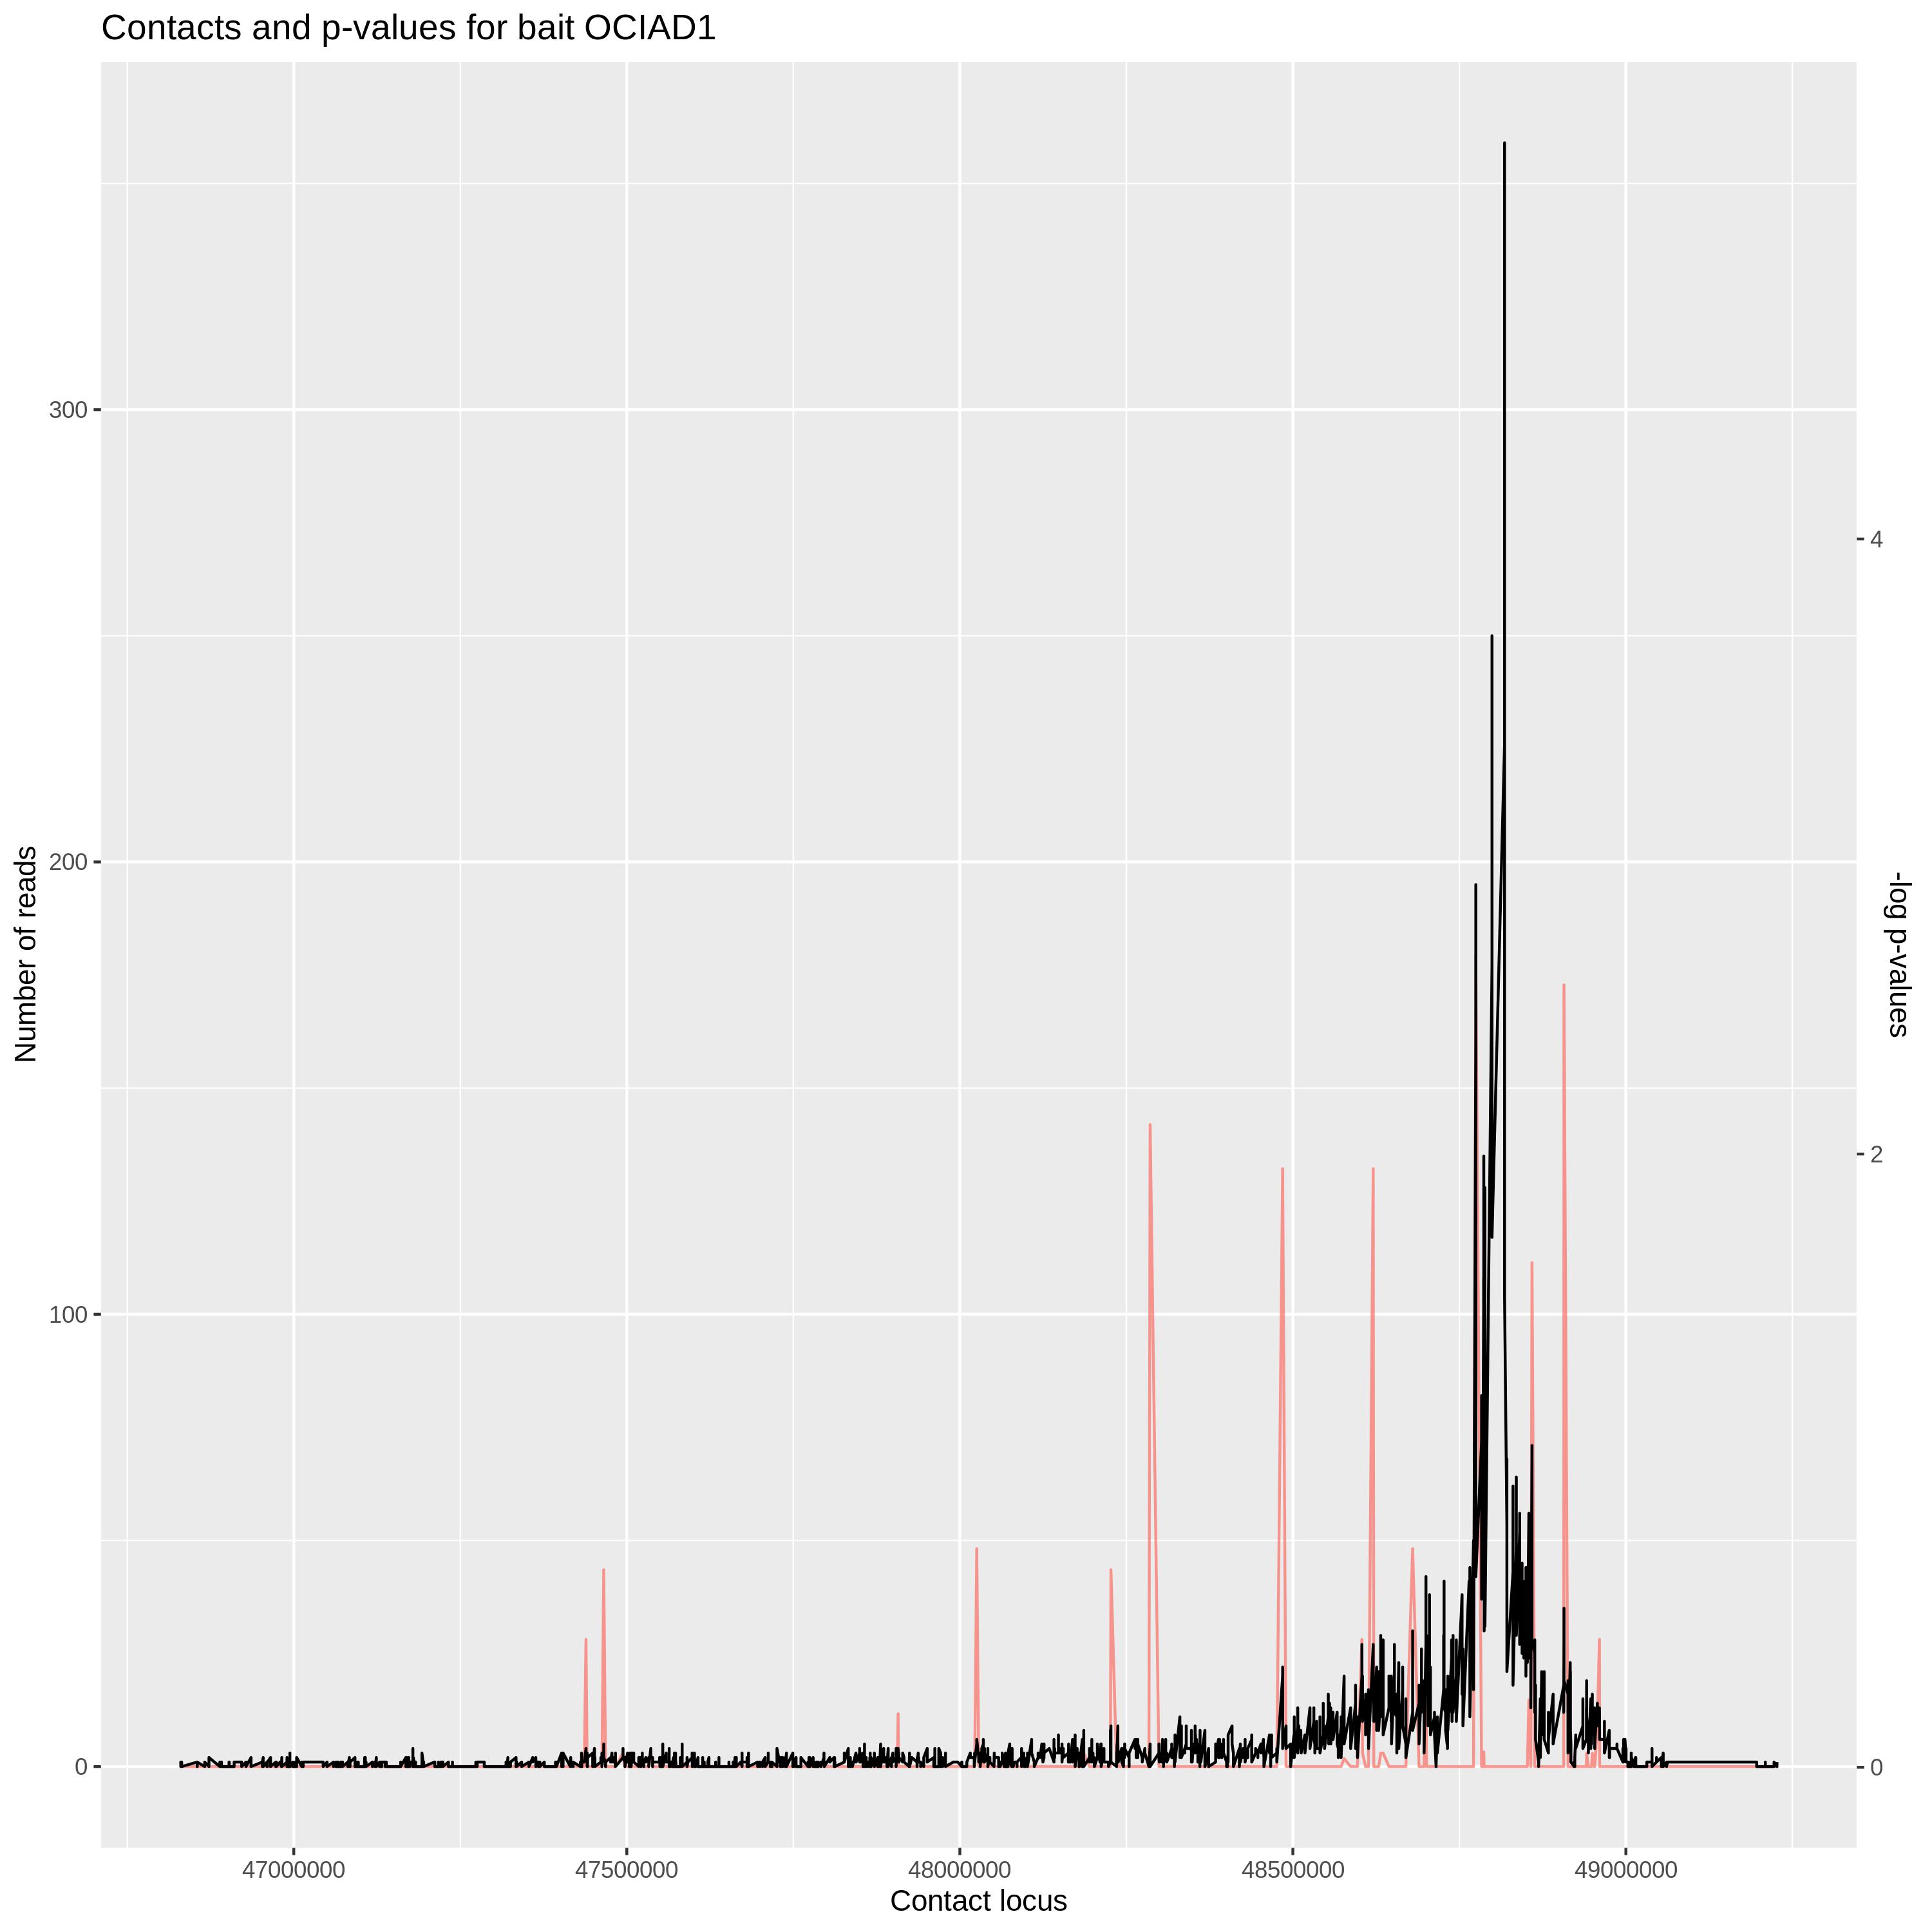 Contacts and p-values for bait OCIAD1
Number of reads
300
200
100
0
4
2
0
-log p-values
47000000 47500000 48000000 48500000 49000000
Contact locus